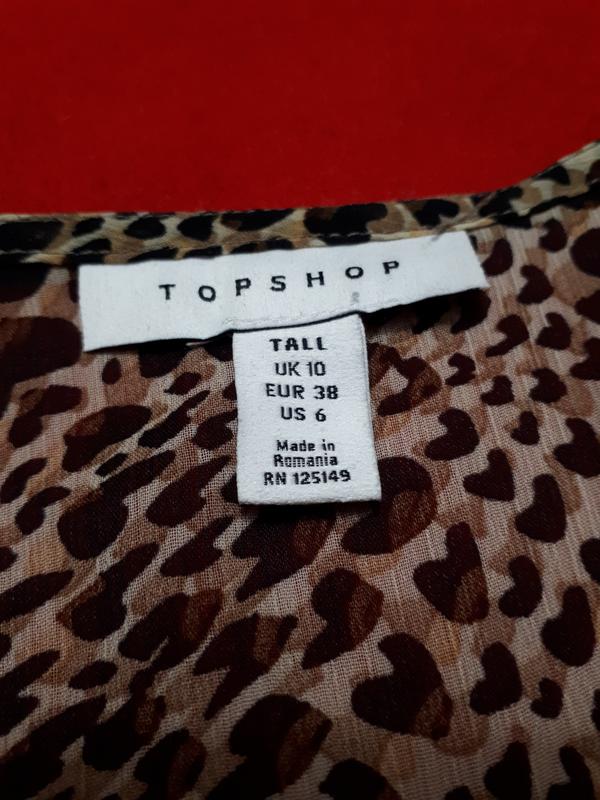 TOPSHOP
TALL
UK 10
EUR 38
US 6
Made in
Romania
RN 125149